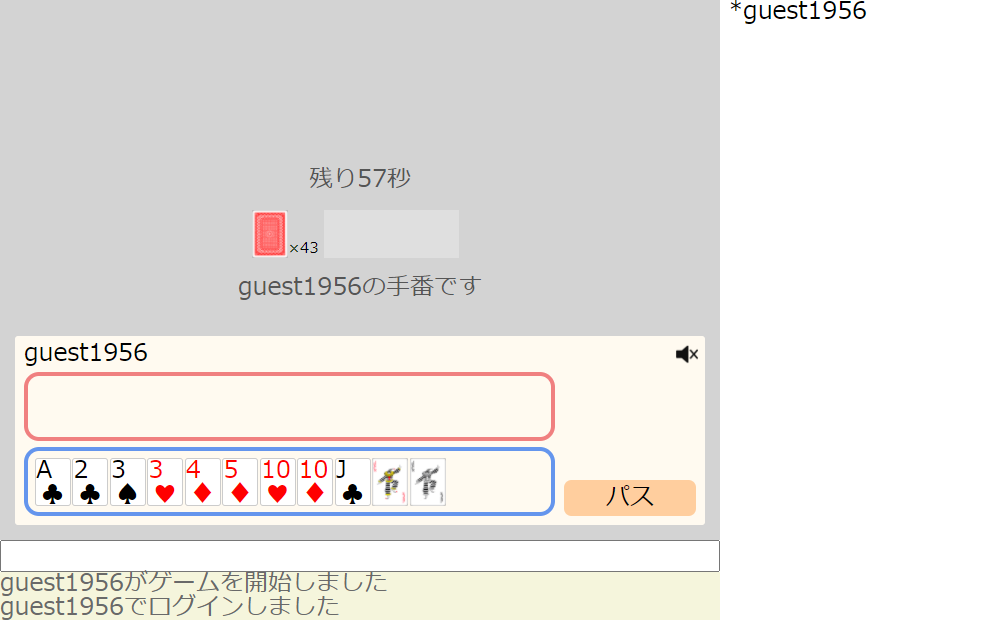 *guest1956
残り57秒
×43
guest1956の手番です
guest1956
A 2 3 3 4 5 10 10 J
パス
guest1956がゲームを開始しました
guest1956でログインしました